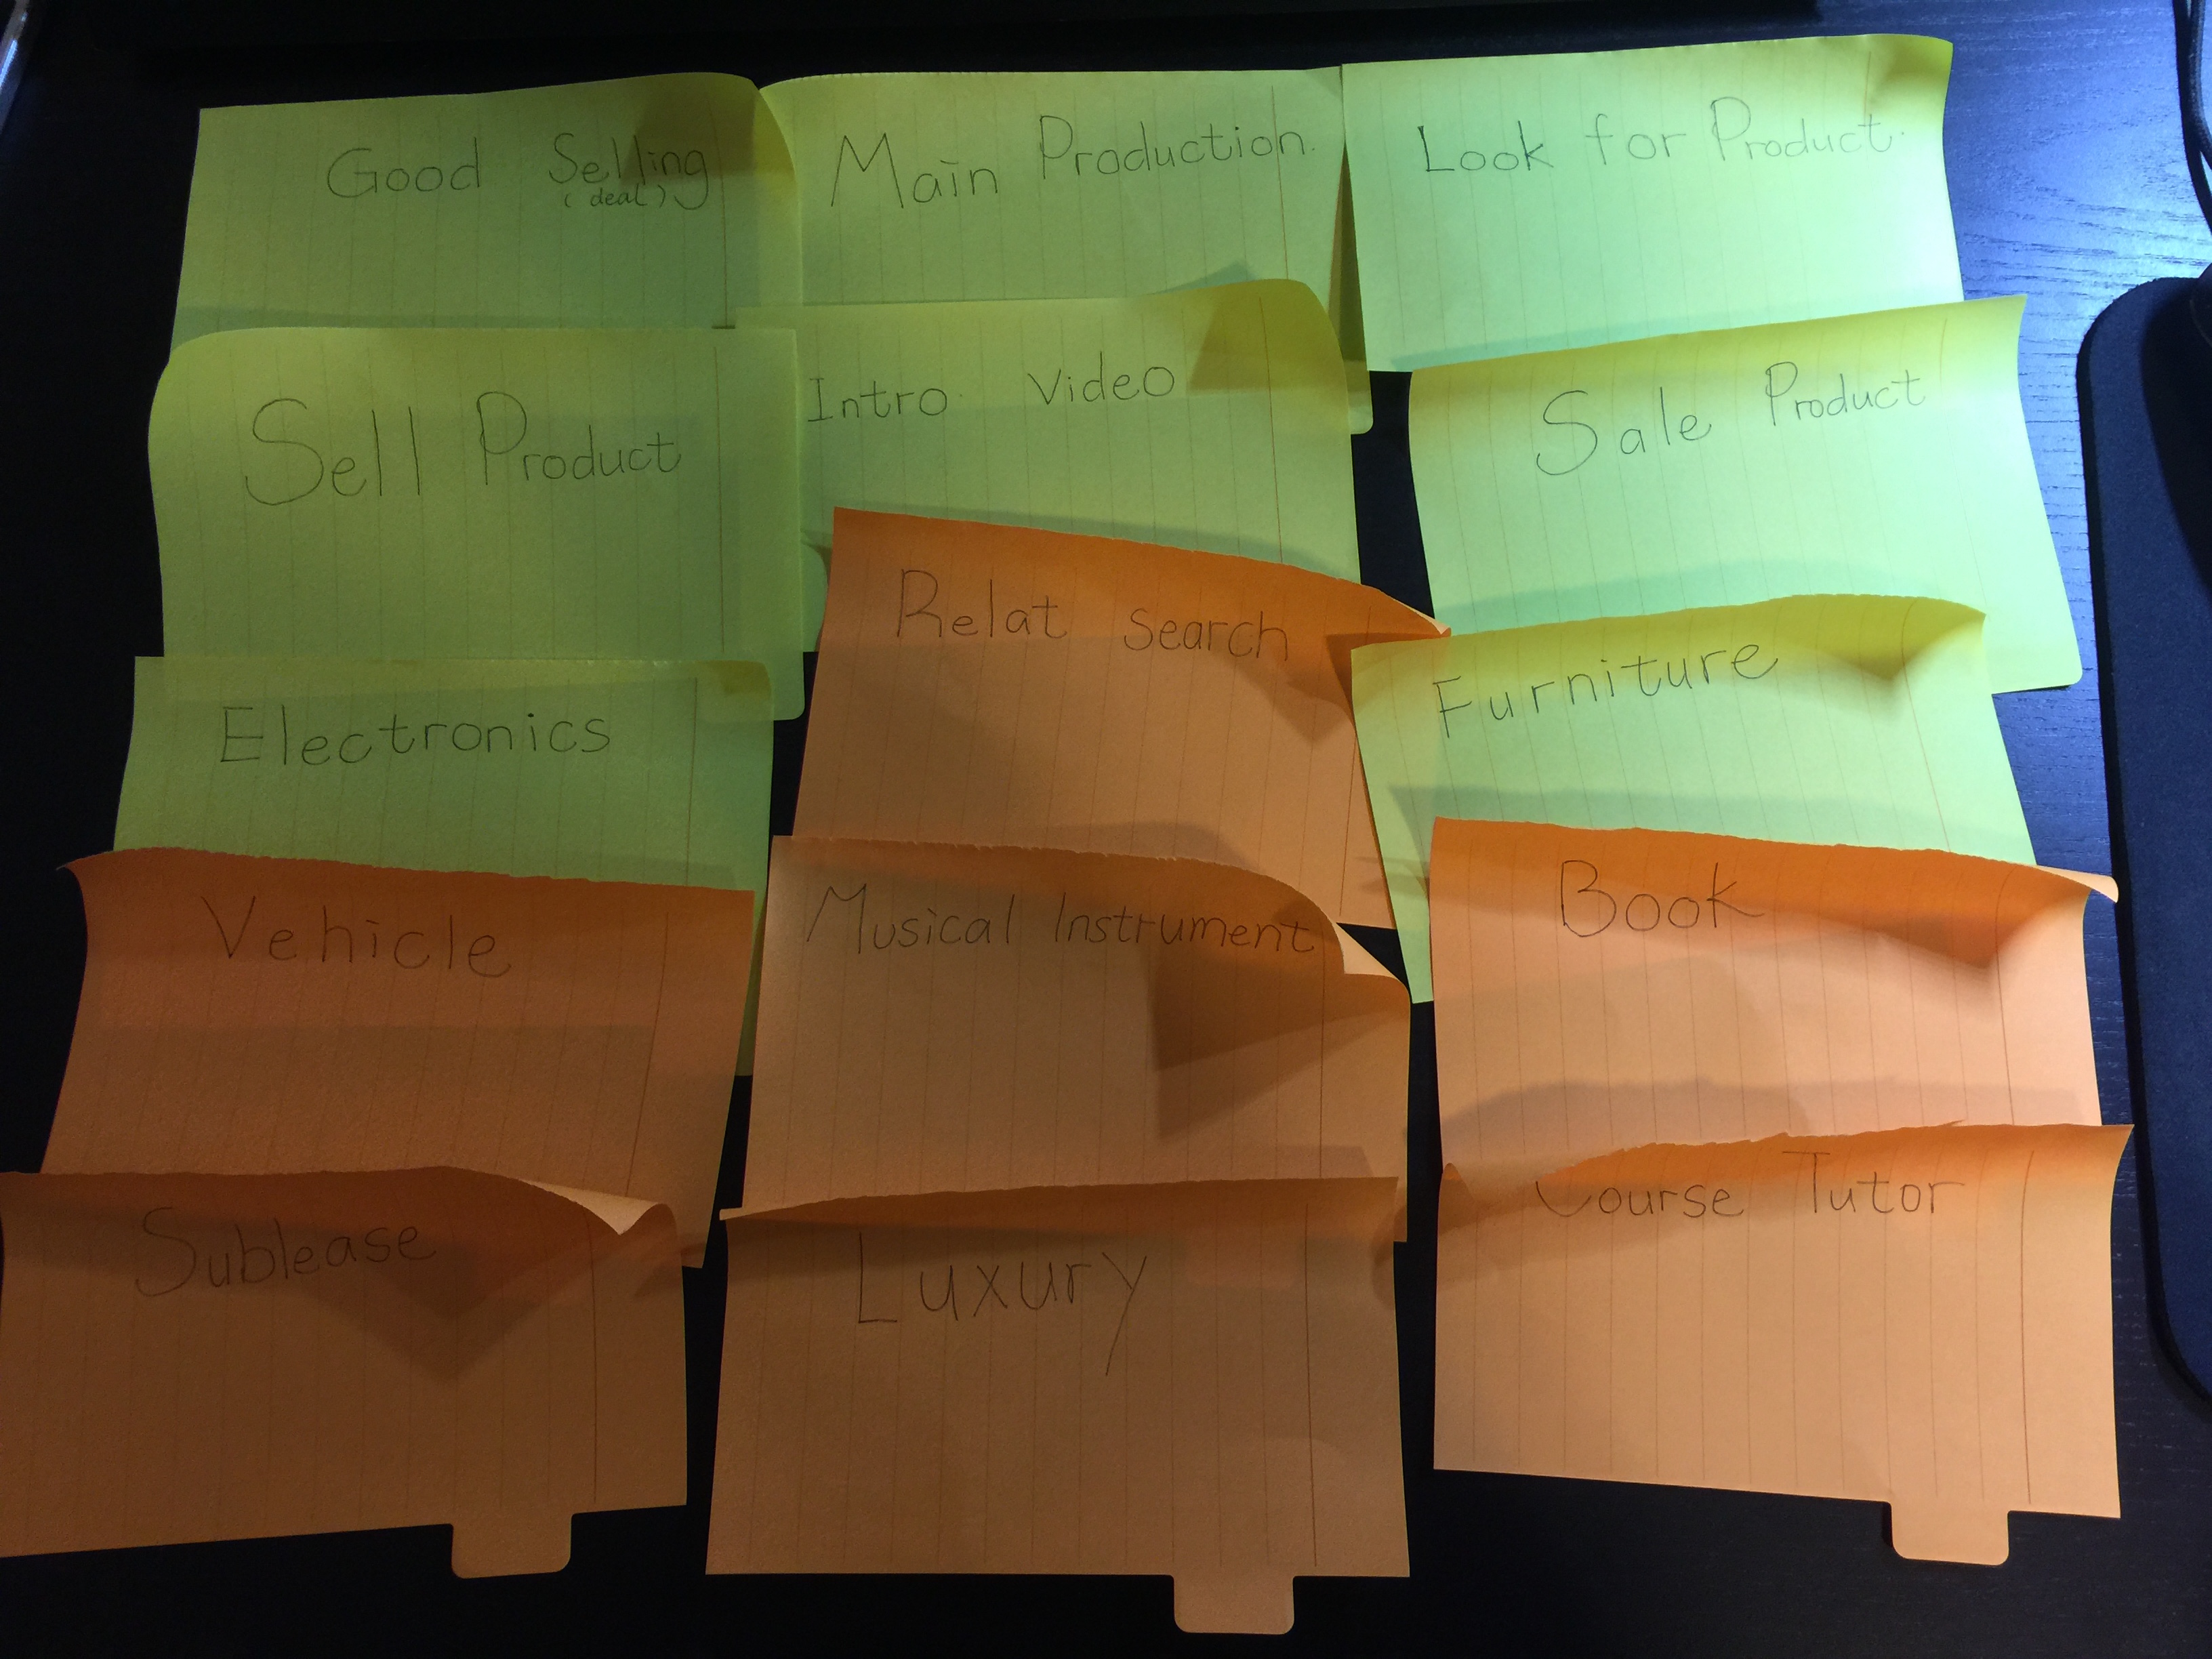 Good Selling
(deal)
Main Production.
Look for Product.
Sell Product
Intro. Video
Sale Product
Electronics
Relat search
Furniture
Vehicle
Musical Instrument
Book
Sublease
Luxury
Course Tutor